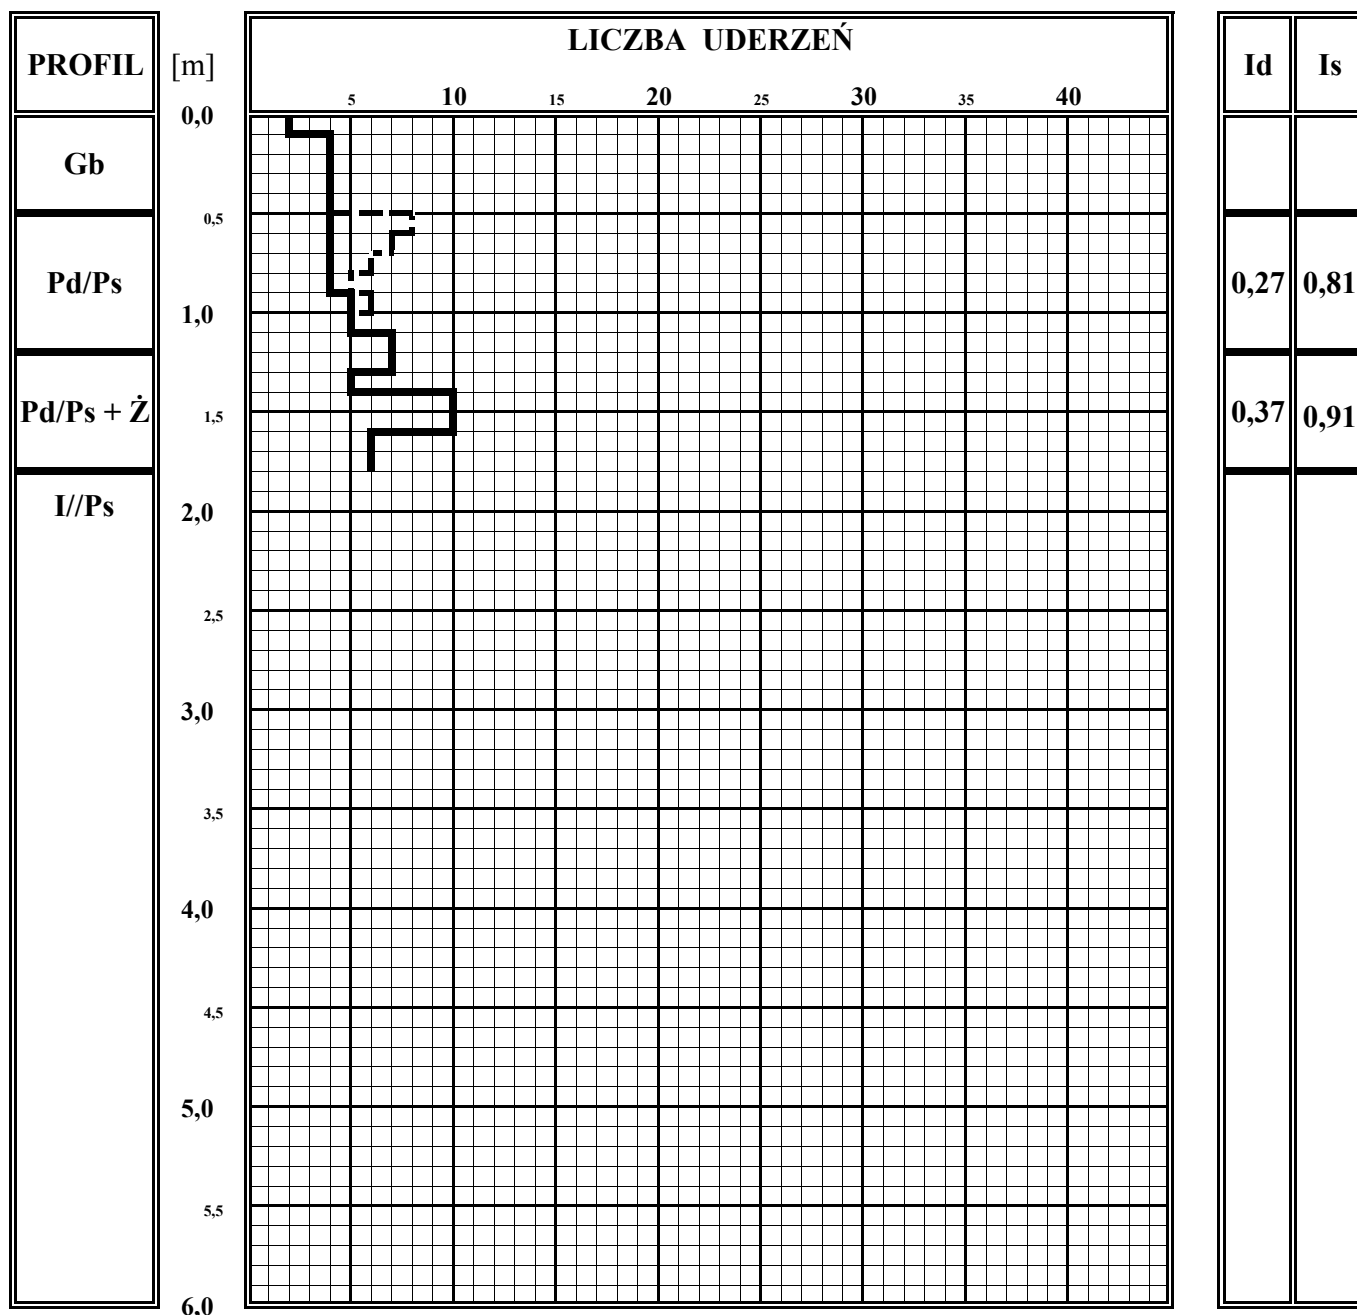 LICZBA UDERZEŃ
PROFIL [m] Id Is
5 10 15 20 25 30 35 40
0,0
Gb
0,5
Pd/Ps 0,27 0,81
1,0
Pd/Ps + Ż 1,5 0,37 0,91
I//Ps 2,0
2,5
3,0
3,5
4,0
4,5
5,0
5,5
6,0